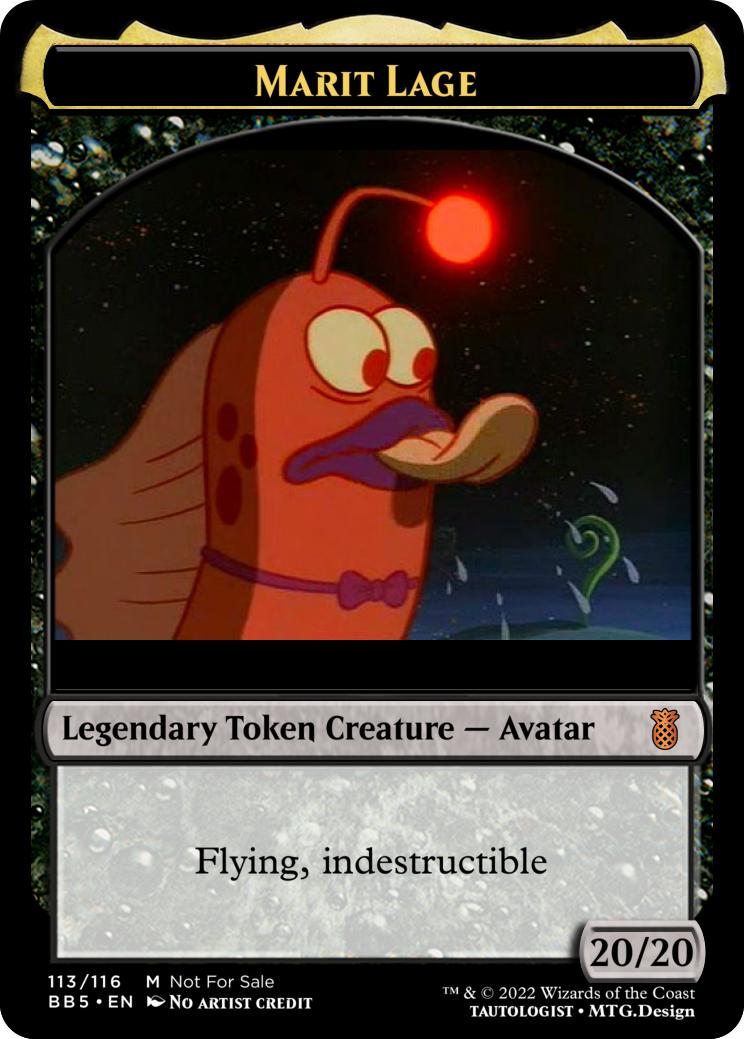 Marit Lage
Legendary Token Creature — Avatar
Flying, indestructible
20/20
113/116 M Not For Sale
BB5 • EN No artist credit
™ & © 2022 Wizards of the Coast
TAUTOLOGIST • MTG.Design